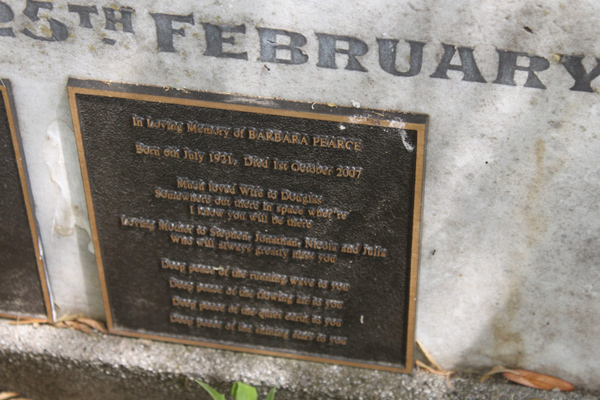 25TH FEBRUARY
In Loving Memory of BARBARA PEARCE
Born 6th July 1921, Died 1st October 2007
Much loved Wife to Douglas
Somewhere out there in space
I know you will be there
Loving Mother to Stephen, Jonathan, Nicola and Julia
who will always greatly miss you
Deep peace of the running wave to you
Deep peace of the flowing air to you
Deep peace of the quiet earth to you
Deep peace of the shining stars to you